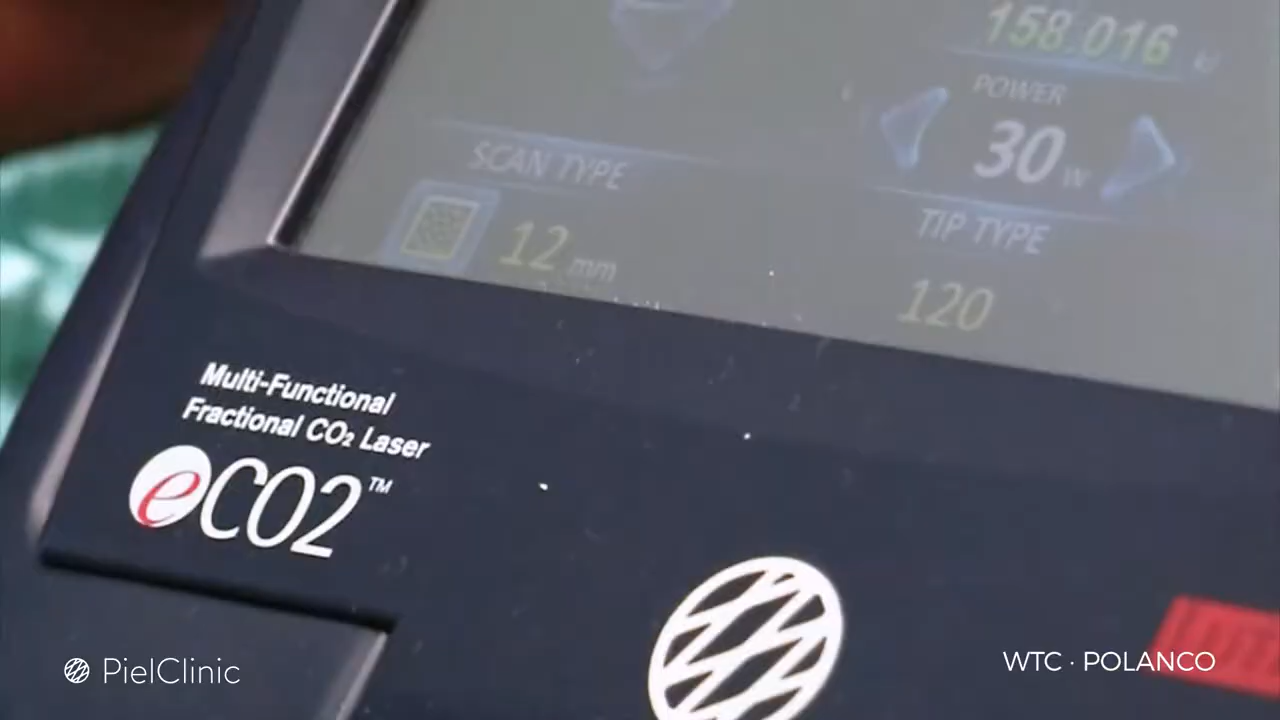 158.016
POWER
30 W
SCAN TYPE
12 mm
TIP TYPE
120
Multi-Functional
Fractional CO₂ Laser
eCO2™
PielClinic
WTC · POLANCO